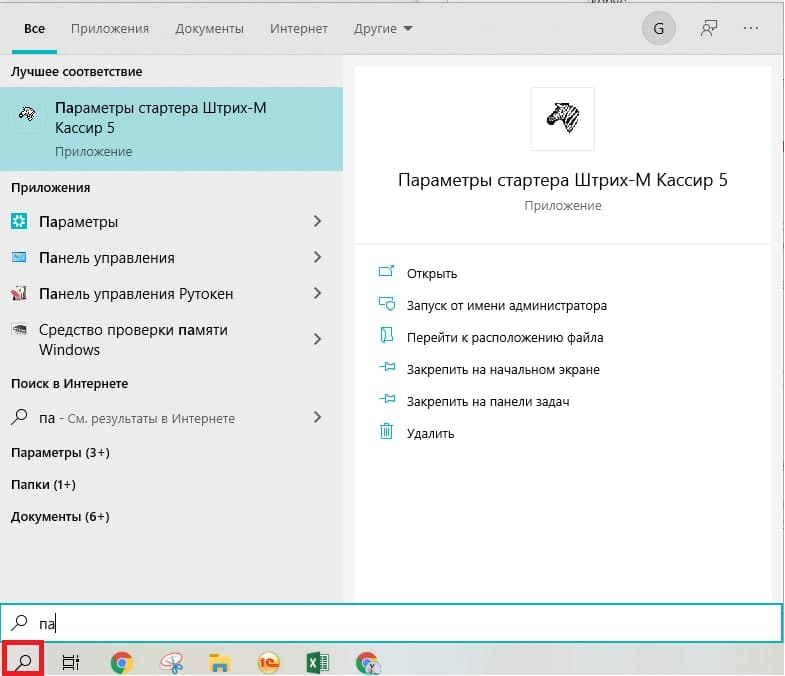 Все Приложения Документы Интернет Другие G
Лучшее соответствие
Параметры стартера Штрих-М
Кассир 5
Приложение
Приложения
Параметры
Панель управления
Панель управления Рутокен
Средство проверки памяти
Windows
Поиск в Интернете
па - См. результаты в Интернете
Параметры (3+)
Папки (1+)
Документы (6+)
Параметры стартера Штрих-М Кассир 5
Приложение
Открыть
Запуск от имени администратора
Перейти к расположению файла
Закрепить на начальном экране
Закрепить на панели задач
Удалить
па